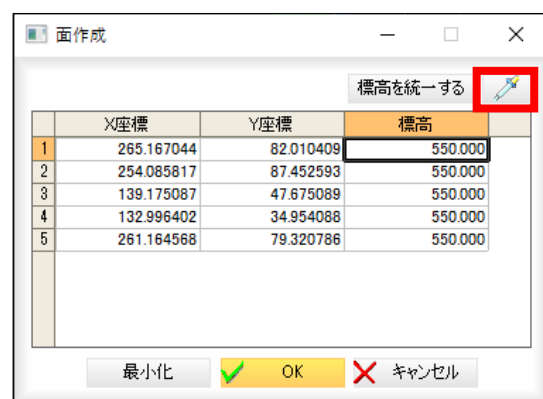 面作成
標高を統一する
X座標 Y座標 標高
1 265.167044 82.010409 550.000
2 254.085817 87.452593 550.000
3 139.175087 47.675089 550.000
4 132.996402 34.954088 550.000
5 261.164568 79.320786 550.000
最小化 OK キャンセル